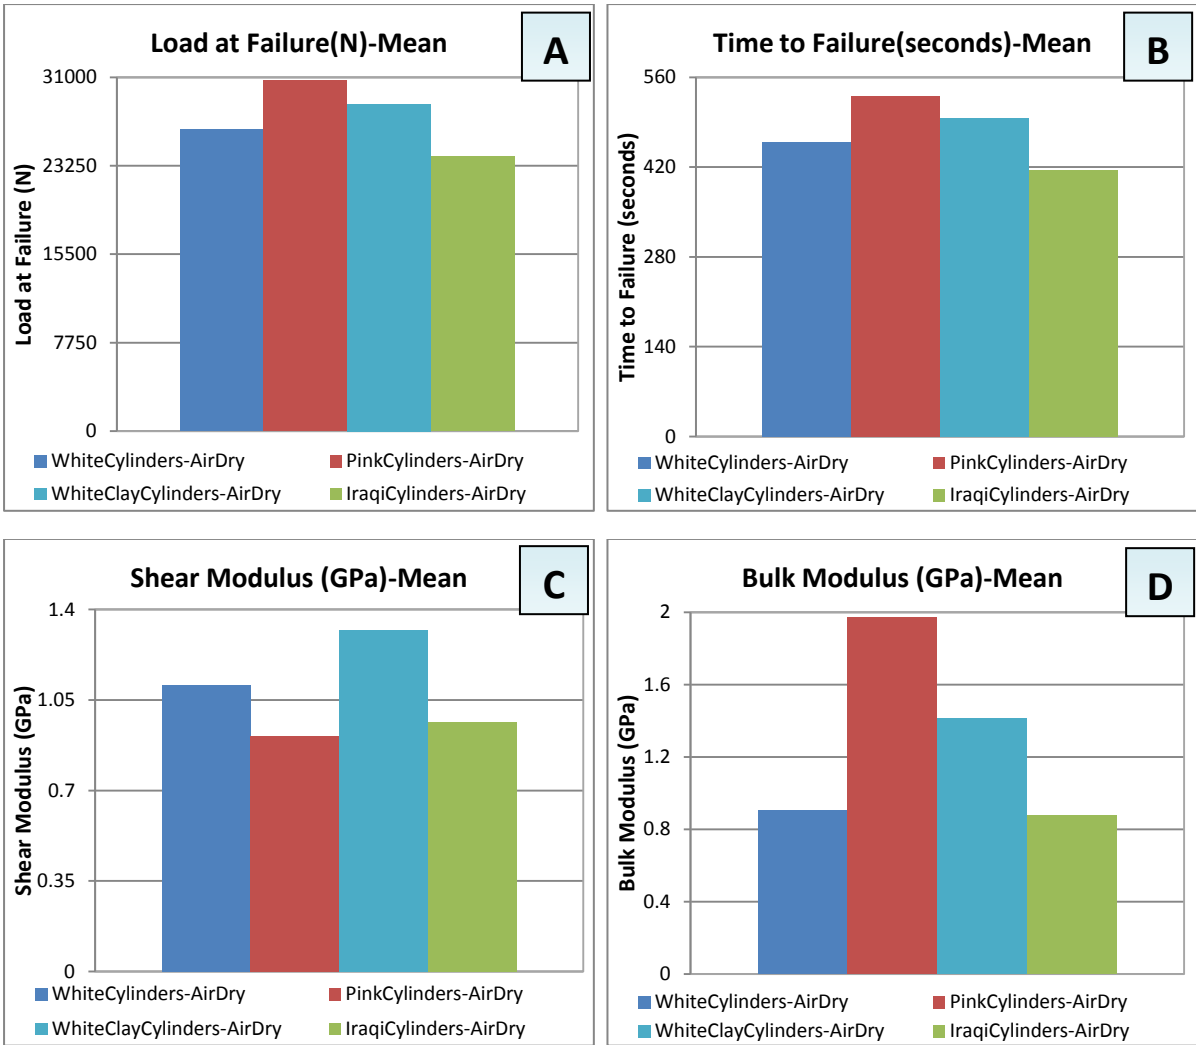 Load at Failure(N)-Mean
A
31000
23250
15500
7750
0
Load at Failure (N)
WhiteCylinders-AirDry
PinkCylinders-AirDry
WhiteClayCylinders-AirDry
IraqiCylinders-AirDry
Time to Failure(seconds)-Mean
B
560
420
280
140
0
Time to Failure (seconds)
WhiteCylinders-AirDry
PinkCylinders-AirDry
WhiteClayCylinders-AirDry
IraqiCylinders-AirDry
Shear Modulus (GPa)-Mean
C
1.4
1.05
0.7
0.35
0
Shear Modulus (GPa)
WhiteCylinders-AirDry
PinkCylinders-AirDry
WhiteClayCylinders-AirDry
IraqiCylinders-AirDry
Bulk Modulus (GPa)-Mean
D
2
1.6
1.2
0.8
0.4
0
Bulk Modulus (GPa)
WhiteCylinders-AirDry
PinkCylinders-AirDry
WhiteClayCylinders-AirDry
IraqiCylinders-AirDry